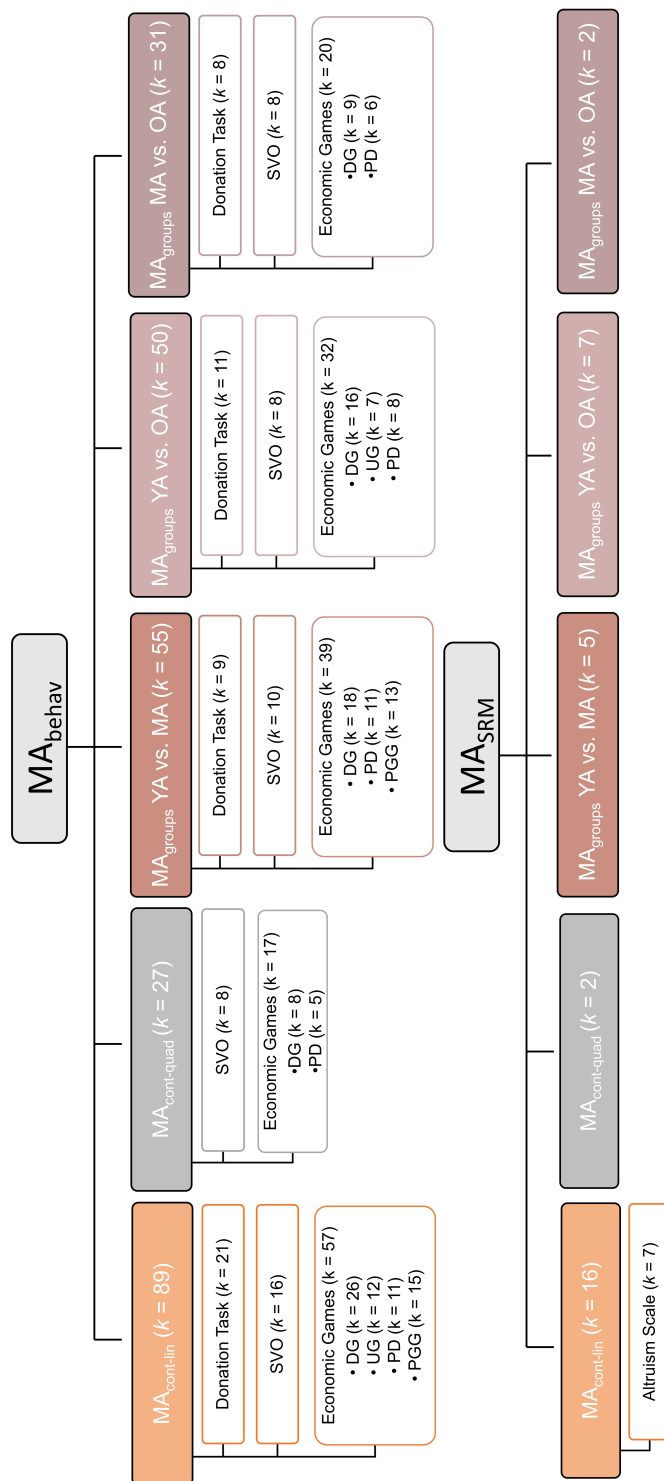 MAbehav
MAcont-lin (k = 89)
Donation Task (k = 21)
SVO (k = 16)
Economic Games (k = 57)
• DG (k = 26)
• UG (k = 12)
• PD (k = 11)
• PGG (k = 15)
MAcont-quad (k = 27)
SVO (k = 8)
Economic Games (k = 17)
•DG (k = 8)
•PD (k = 5)
MAgroups YA vs. MA (k = 55)
Donation Task (k = 9)
SVO (k = 10)
Economic Games (k = 39)
• DG (k = 18)
• PD (k = 11)
• PGG (k = 13)
MAgroups YA vs. OA (k = 50)
Donation Task (k = 11)
SVO (k = 8)
Economic Games (k = 32)
• DG (k = 16)
• UG (k = 7)
• PD (k = 8)
MAgroups MA vs. OA (k = 31)
Donation Task (k = 8)
SVO (k = 8)
Economic Games (k = 20)
•DG (k = 9)
•PD (k = 6)
MASRM
MAcont-lin (k = 16)
Altruism Scale (k = 7)
MAcont-quad (k = 2)
MAgroups YA vs. MA (k = 5)
MAgroups YA vs. OA (k = 7)
MAgroups MA vs. OA (k = 2)